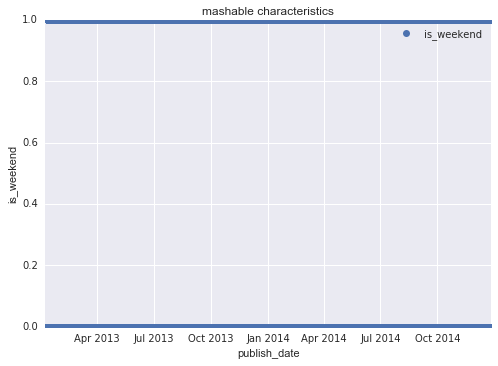 mashable characteristics
is_weekend
1.0
0.8
0.6
0.4
0.2
0.0
is_weekend
Apr 2013 Jul 2013 Oct 2013 Jan 2014 Apr 2014 Jul 2014 Oct 2014
publish_date